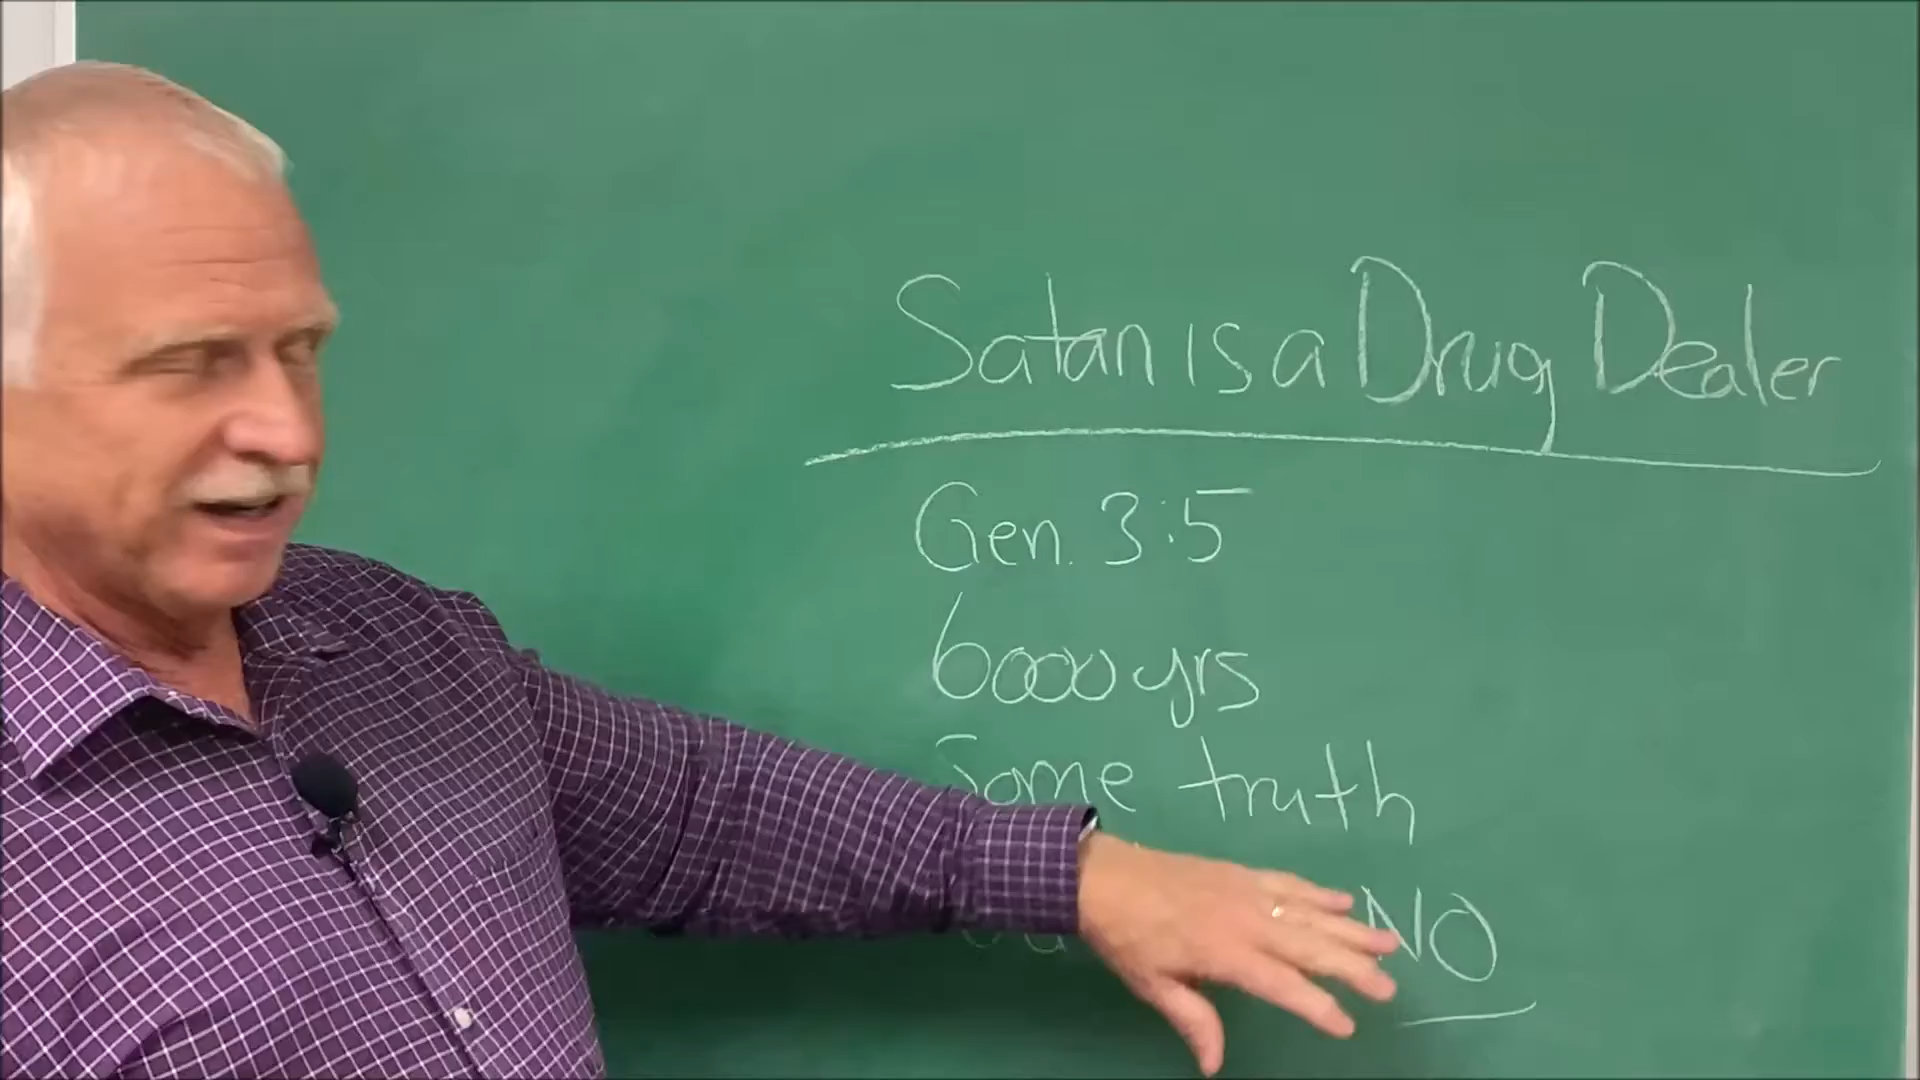 Satan is a Drug Dealer
Gen. 3:5
6000 yrs
Some truth
NO